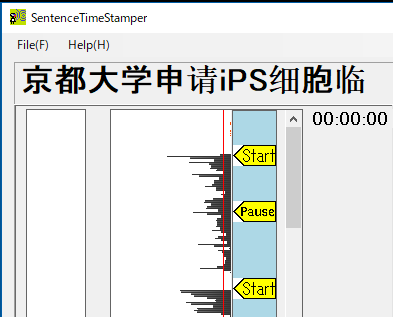 SentenceTimeStamper
File(F) Help(H)
京都大学申请iPS细胞临
00:00:00
Start
Pause
Start